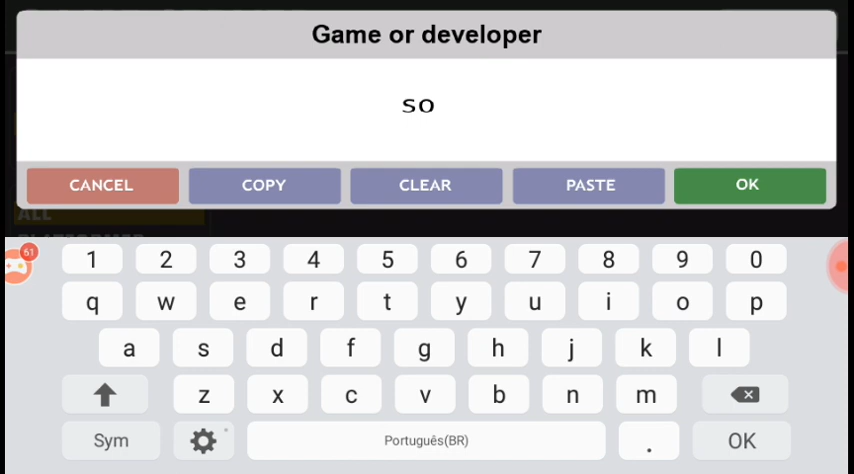 Game or developer
so
CANCEL COPY CLEAR PASTE OK
ALL
61
1 2 3 4 5 6 7 8 9 0
q w e r t y u i o p
a s d f g h j k l
z x c v b n m
Sym Português(BR) . OK